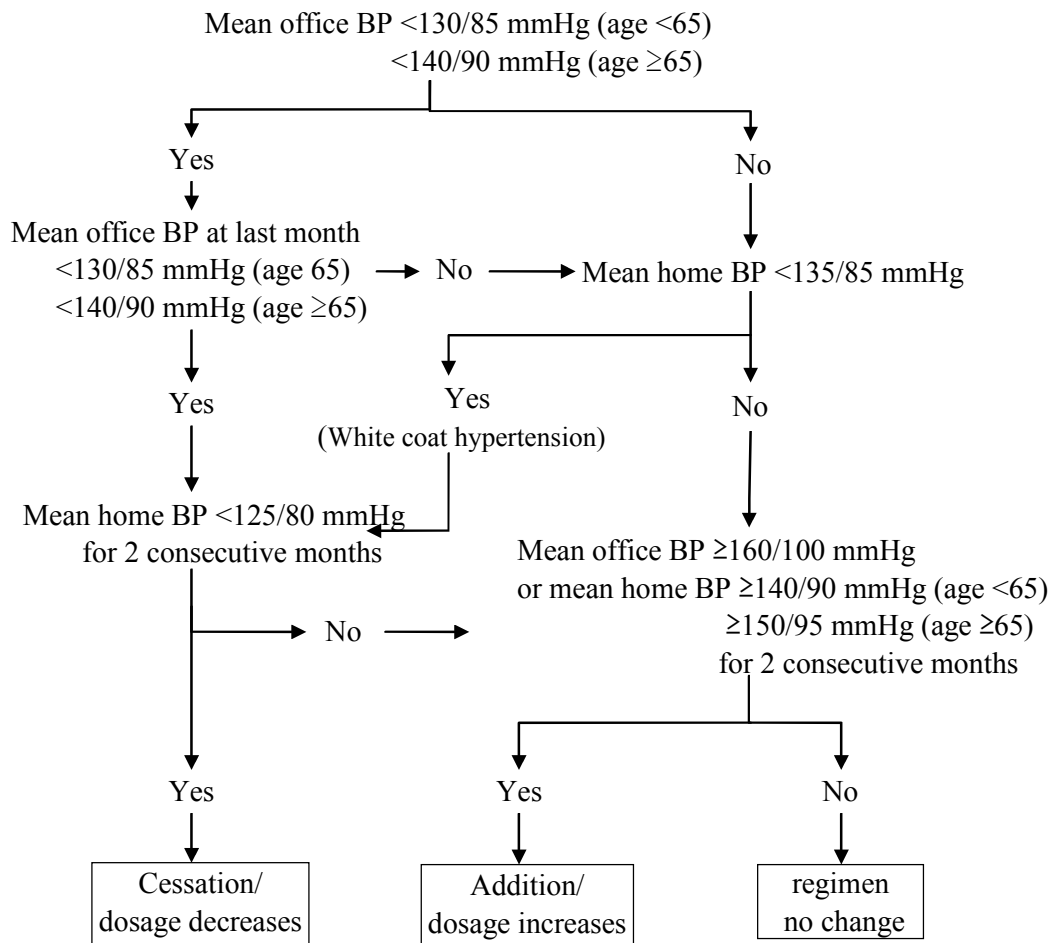 Mean office BP <130/85 mmHg (age <65)
<140/90 mmHg (age ≥65)
Yes
No
Mean office BP at last month
<130/85 mmHg (age 65)
<140/90 mmHg (age ≥65)
No
Mean home BP <135/85 mmHg
Yes
Yes
(White coat hypertension)
No
Mean home BP <125/80 mmHg
for 2 consecutive months
Mean office BP ≥160/100 mmHg
or mean home BP ≥140/90 mmHg (age <65)
≥150/95 mmHg (age ≥65)
for 2 consecutive months
No
Yes
Yes
No
Cessation/
dosage decreases
Addition/
dosage increases
regimen
no change